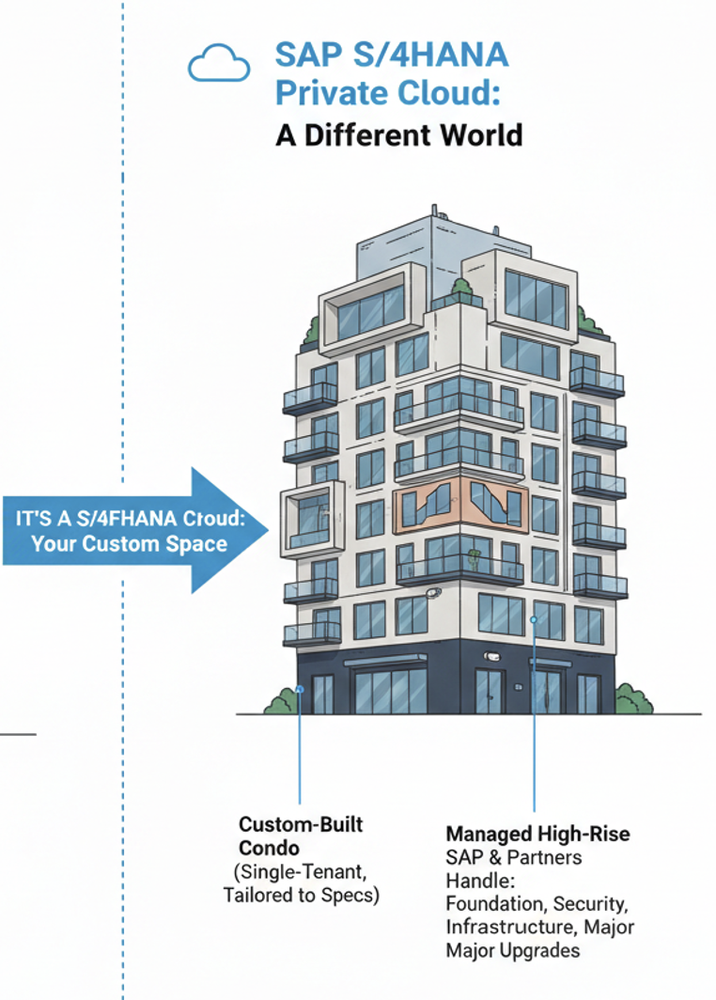 SAP S/4HANA
Private Cloud:
A Different World
IT'S A S/4FHANA Croud:
Your Custom Space
Custom-Built
Condo
(Single-Tenant,
Tailored to Specs)
Managed High-Rise
SAP & Partners
Handle:
Foundation, Security,
Infrastructure, Major
Major Upgrades